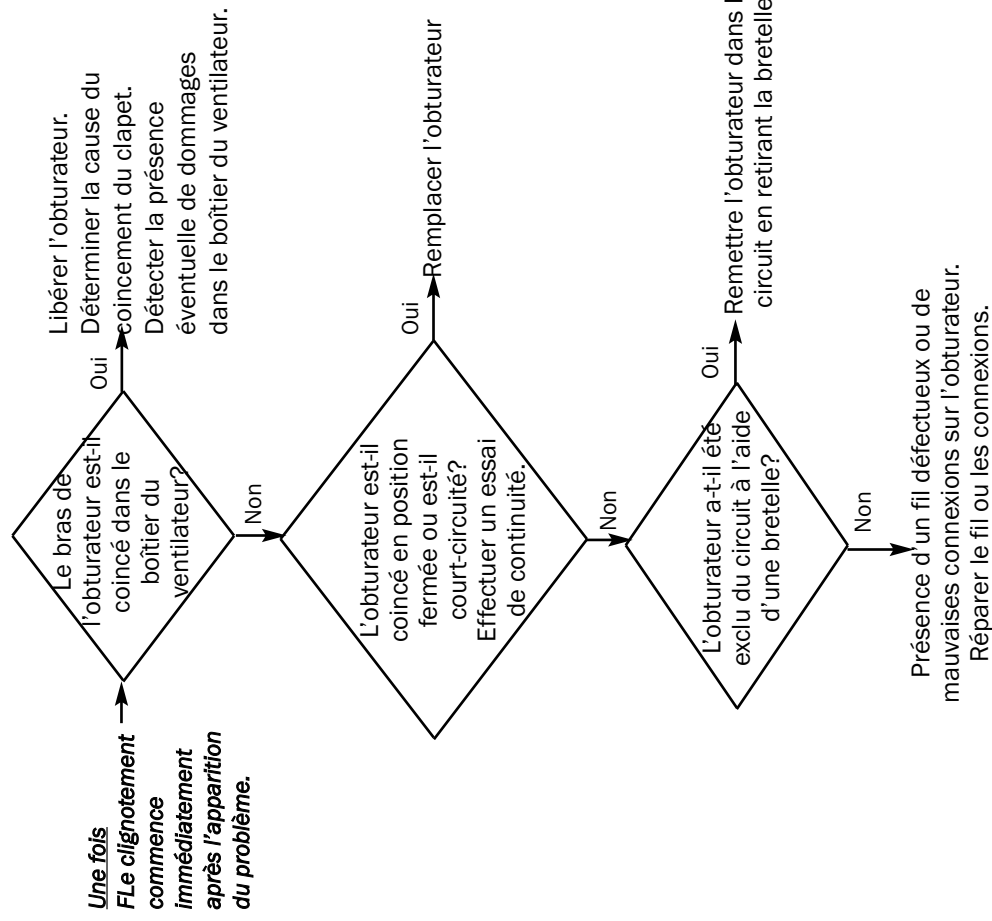 Une fois
FLe clignotement
commence
immédiatement
après l'apparition
du problème.
Le bras de
l'obturateur est-il
coincé dans le
boîtier du
ventilateur?
Oui
Libérer l'obturateur.
Déterminer la cause du
coincement du clapet.
Détecter la présence
éventuelle de dommages
dans le boîtier du ventilateur.
Non
L'obturateur est-il
coincé en position
fermée ou est-il
court-circuité?
Effectuer un essai
de continuité.
Oui
Remplacer l'obturateur
Non
L'obturateur a-t-il été
exclu du circuit à l'aide
d'une bretelle?
Oui
Remettre l'obturateur dans
circuit en retirant la bretelle
Non
Présence d'un fil défectueux ou de
mauvaises connexions sur l'obturateur.
Réparer le fil ou les connexions.